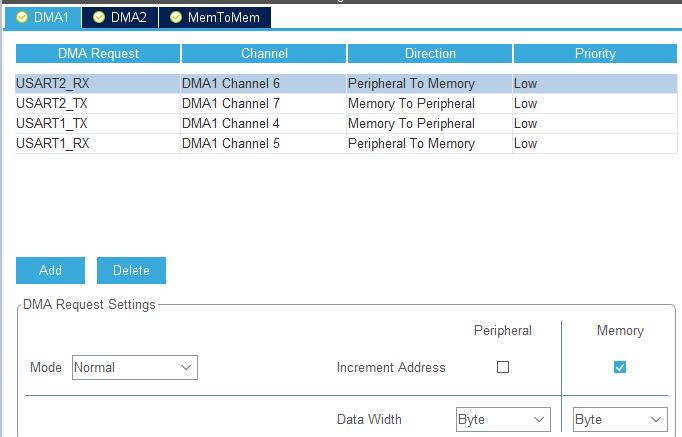 DMA1 DMA2 MemToMem
DMA Request Channel Direction Priority
USART2_RX DMA1 Channel 6 Peripheral To Memory Low
USART2_TX DMA1 Channel 7 Memory To Peripheral Low
USART1_TX DMA1 Channel 4 Memory To Peripheral Low
USART1_RX DMA1 Channel 5 Peripheral To Memory Low
Add Delete
DMA Request Settings
Peripheral Memory
Mode Normal Increment Address
Data Width Byte Byte